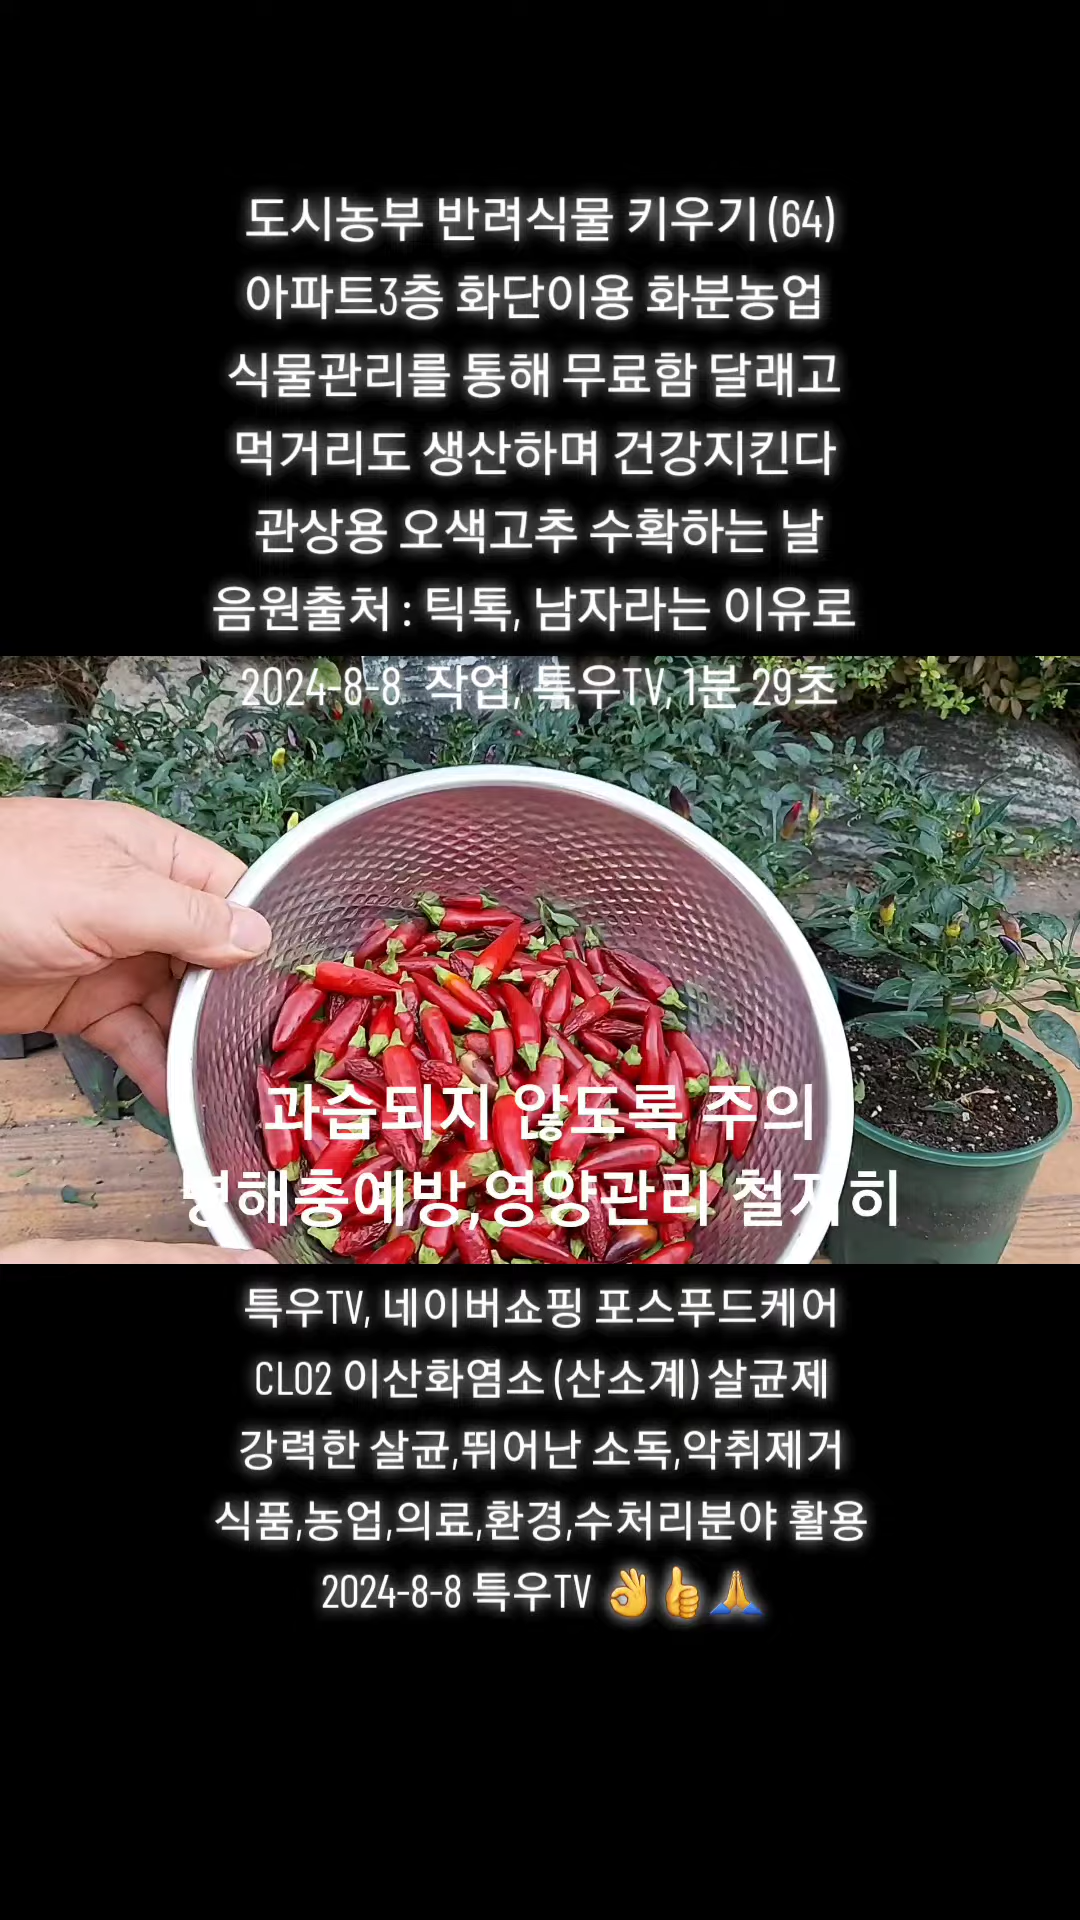 도시농부 반려식물 키우기 (64)
아파트3층 화단이용 화분농업
식물관리를 통해 무료함 달래고
먹거리도 생산하며 건강지킨다
관상용 오색고추 수확하는 날
음원출처 : 틱톡, 남자라는 이유로
2024-8-8 작업, 특우TV, 1분 29초
과습되지 않도록 주의
병해충예방,영양관리 철저히
특우TV, 네이버쇼핑 포스푸드케어
CLO2 이산화염소 (산소계) 살균제
강력한 살균,뛰어난 소독,악취제거
식품,농업,의료,환경,수처리분야 활용
2024-8-8 특우TV 👌👍🙏